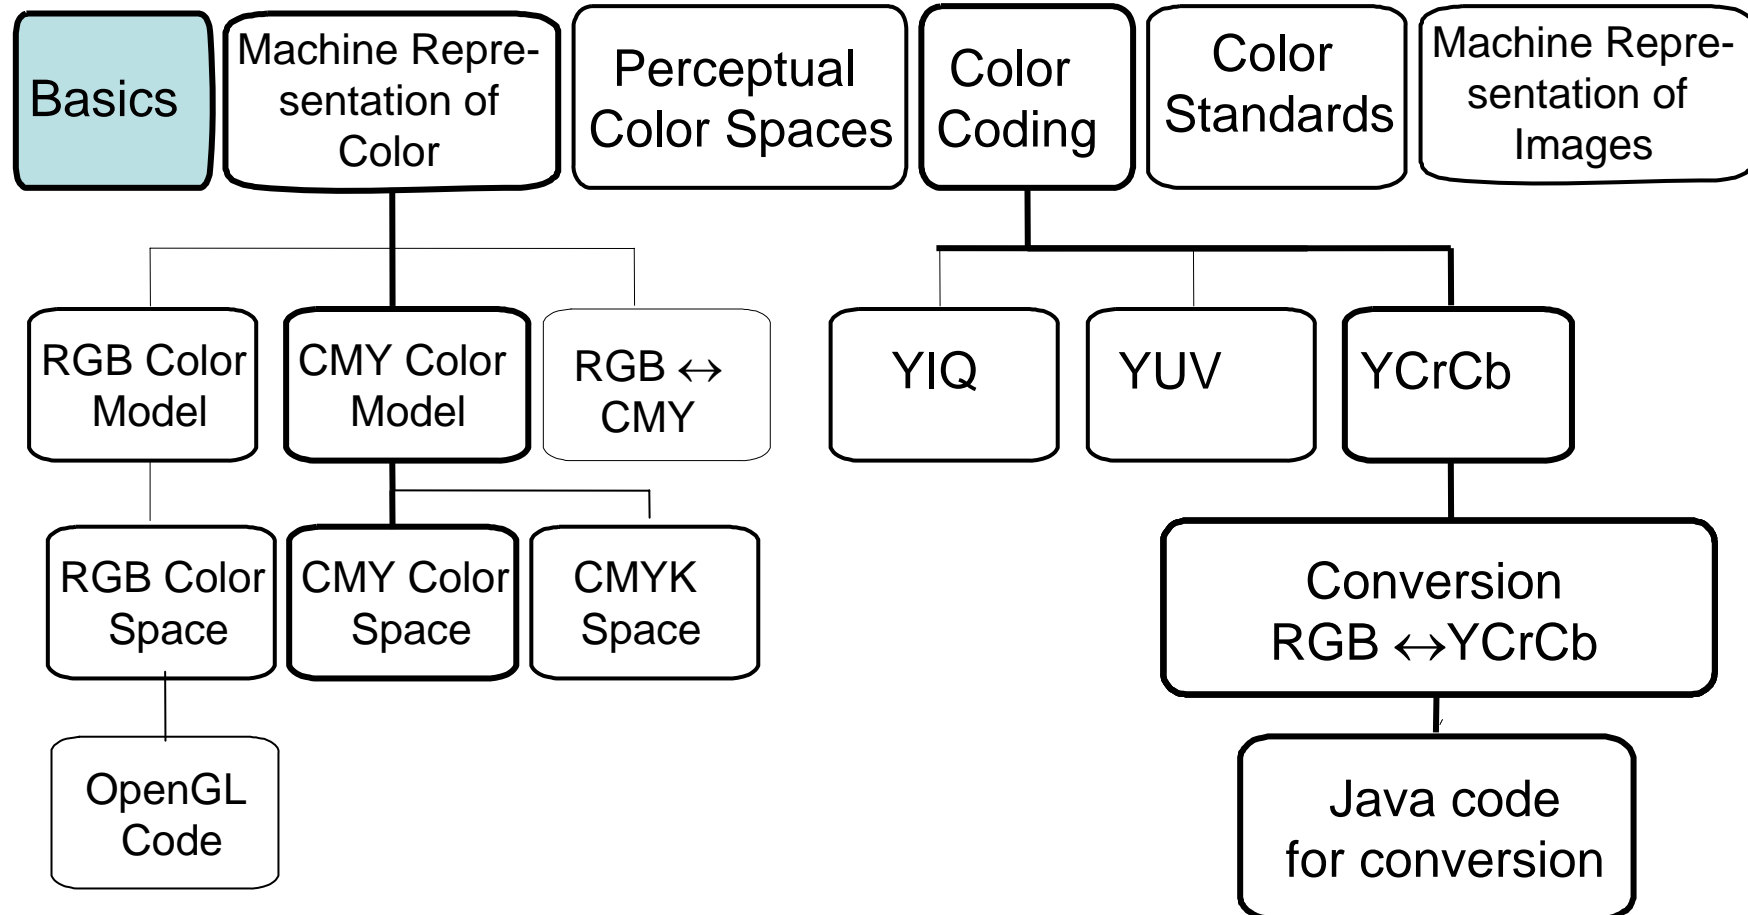 Basics
Machine Repre-
sentation of
Color
Perceptual
Color Spaces
Color
Coding
Color
Standards
Machine Repre-
sentation of
Images
RGB Color
Model
CMY Color
Model
RGB ↔
CMY
YIQ
YUV
YCrCb
RGB Color
Space
CMY Color
Space
CMYK
Space
Conversion
RGB ↔YCrCb
OpenGL
Code
Java code
for conversion